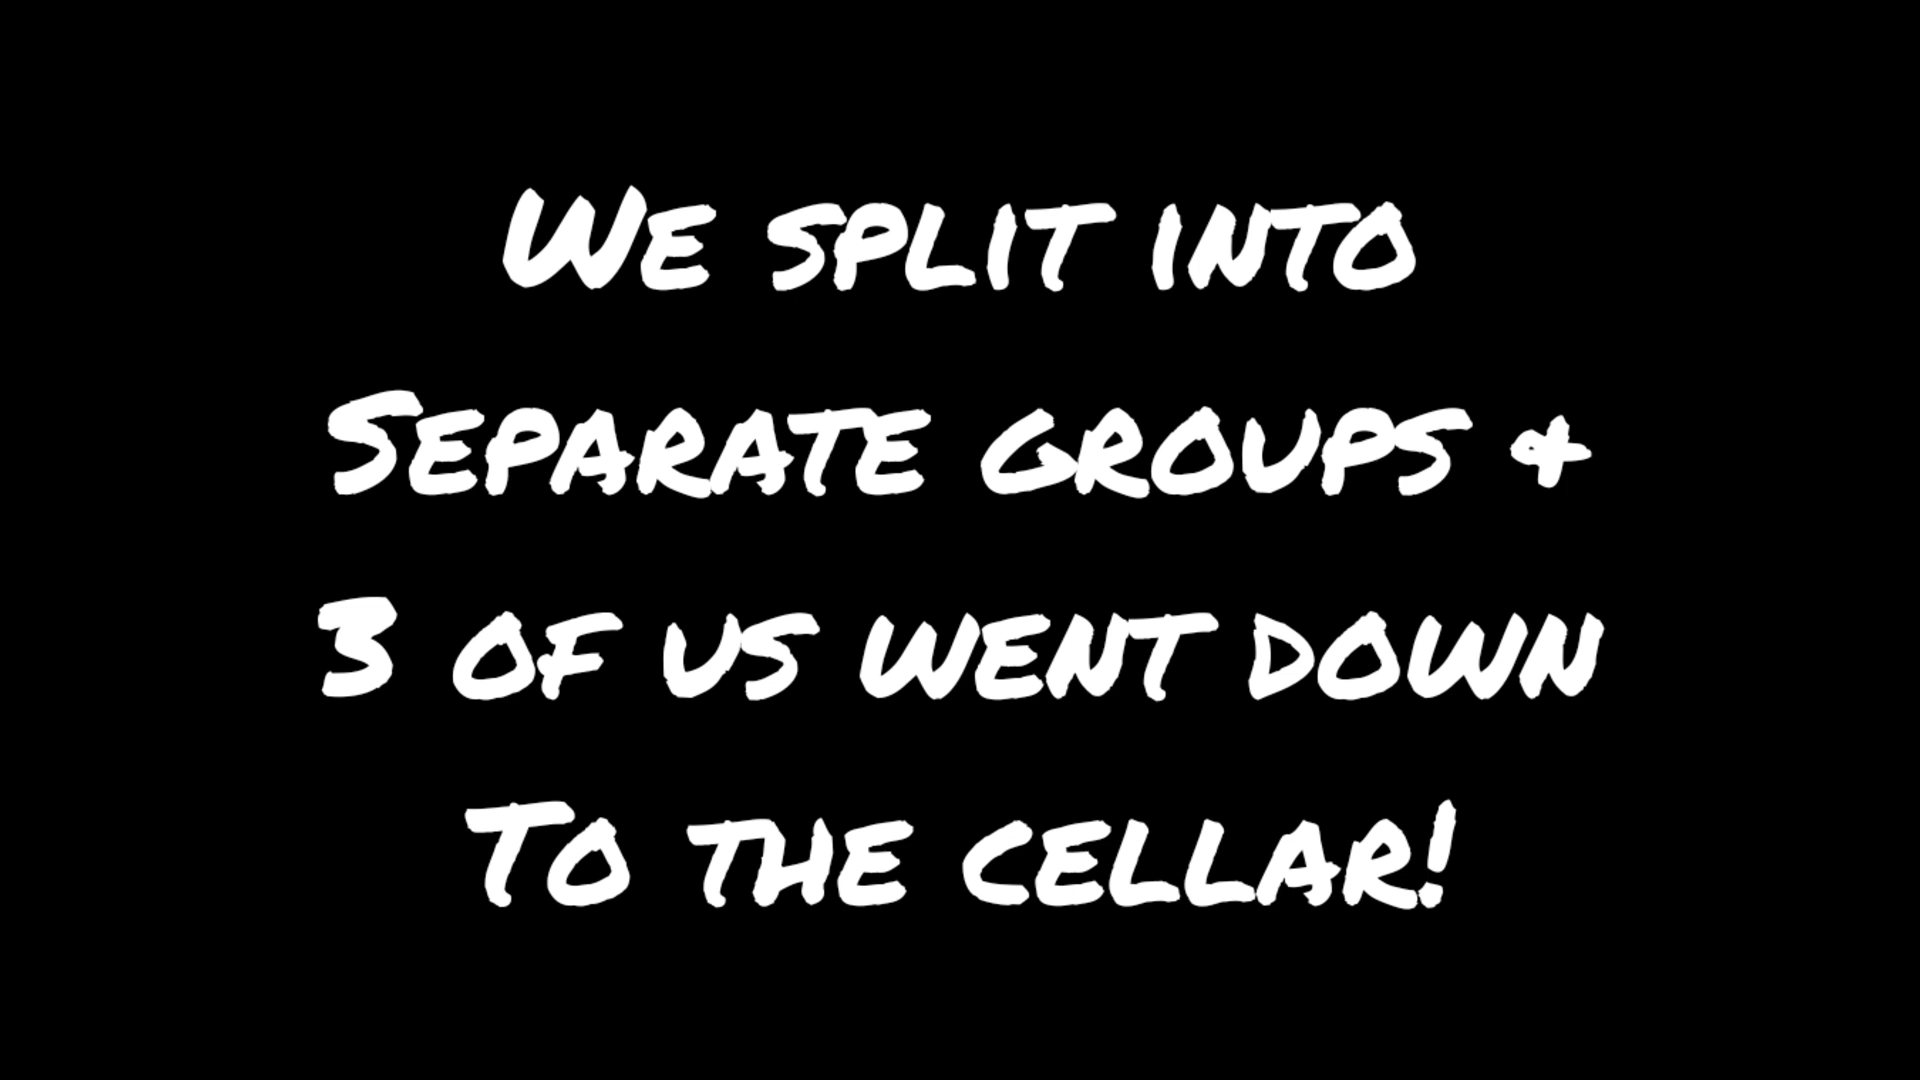 We split into
Separate groups &
3 of us went down
To the cellar!